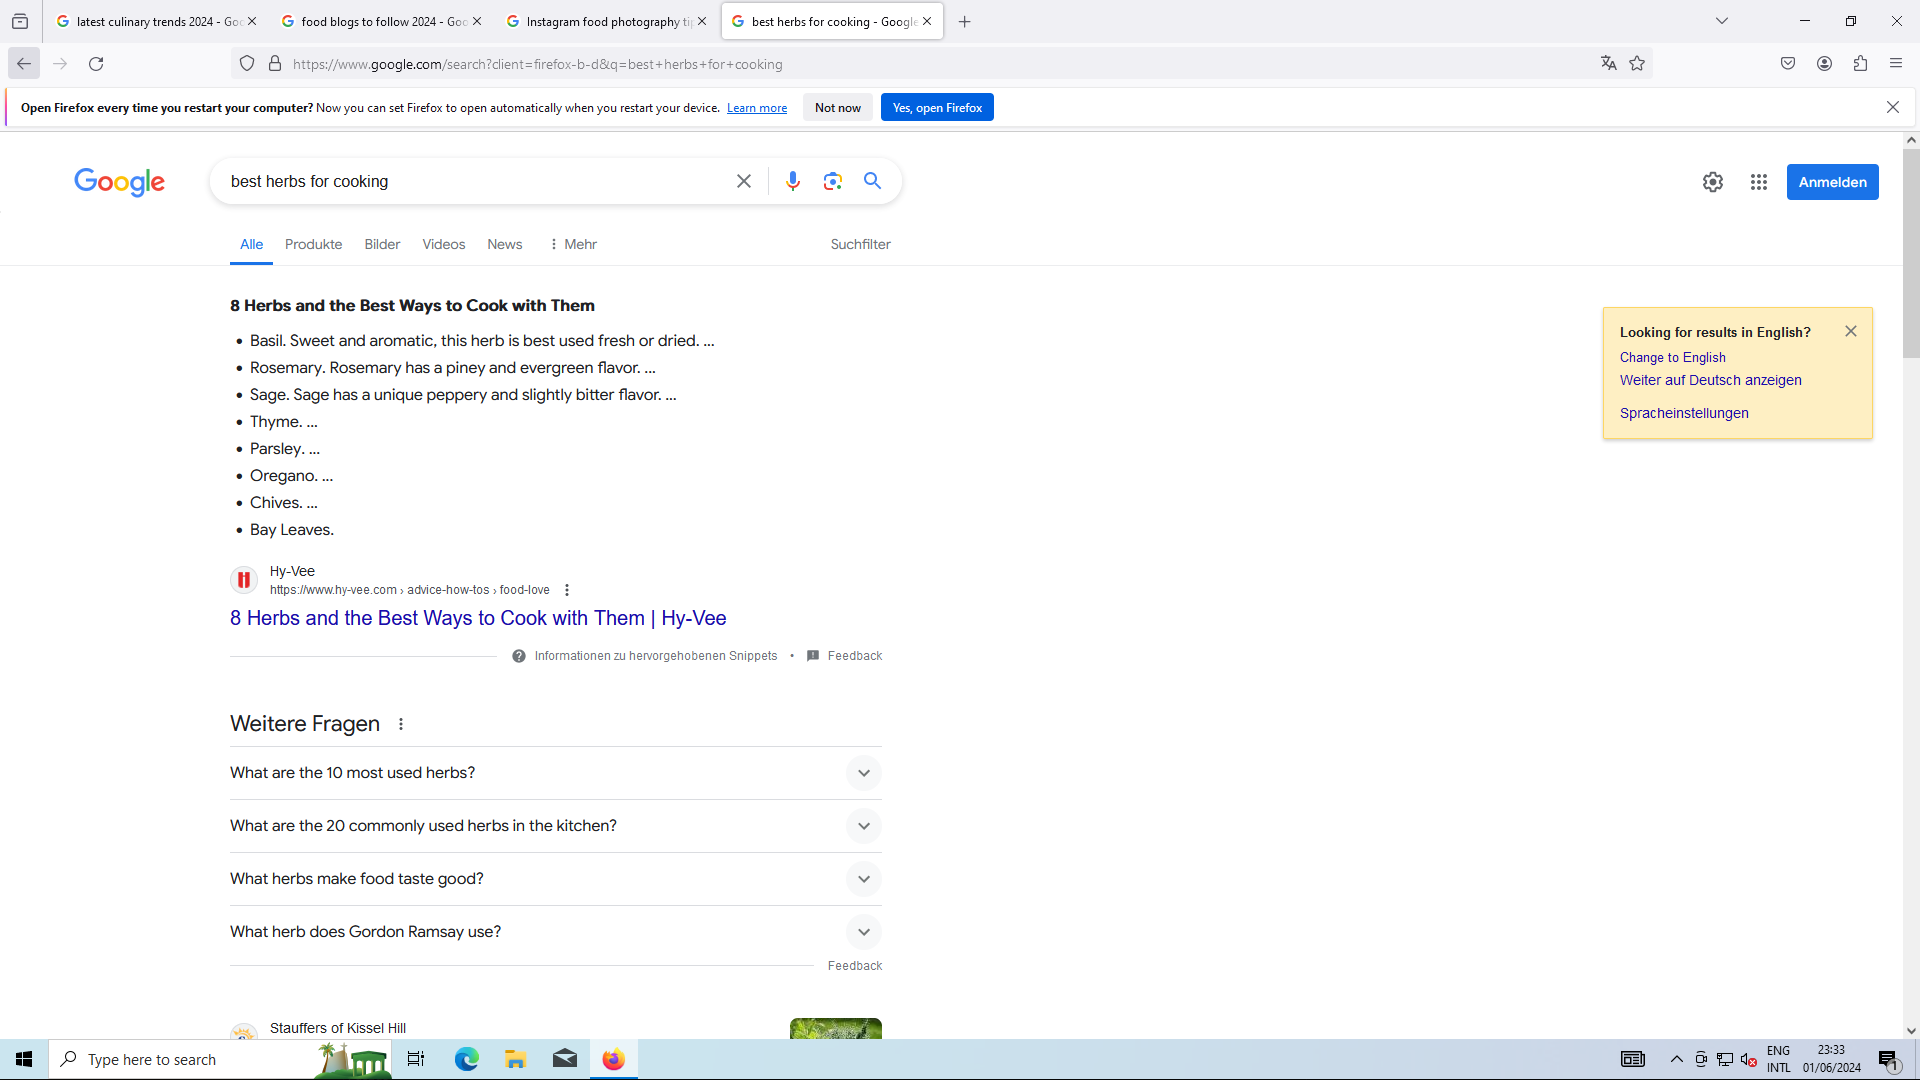 latest culinary trends 2024 - Goo
food blogs to follow 2024 - Goo
Instagram food photography tip
best herbs for cooking - Google
https://www.google.com/search?client=firefox-b-d&q=best+herbs+for+cooking
Open Firefox every time you restart your computer? Now you can set Firefox to open automatically when you restart your device. Learn more
Not now
Yes, open Firefox
Google
best herbs for cooking
Anmelden
Alle
Produkte
Bilder
Videos
News
Mehr
Suchfilter
8 Herbs and the Best Ways to Cook with Them
Basil. Sweet and aromatic, this herb is best used fresh or dried. ...
Rosemary. Rosemary has a piney and evergreen flavor. ...
Sage. Sage has a unique peppery and slightly bitter flavor. ...
Thyme. ...
Parsley. ...
Oregano. ...
Chives. ...
Bay Leaves.
Looking for results in English?
Change to English
Weiter auf Deutsch anzeigen
Spracheinstellungen
Hy-Vee
https://www.hy-vee.com › advice-how-tos › food-love
8 Herbs and the Best Ways to Cook with Them | Hy-Vee
Informationen zu hervorgehobenen Snippets
•
Feedback
Weitere Fragen
What are the 10 most used herbs?
What are the 20 commonly used herbs in the kitchen?
What herbs make food taste good?
What herb does Gordon Ramsay use?
Feedback
Stauffers of Kissel Hill
Type here to search
ENG
INTL
23:33
01/06/2024
1